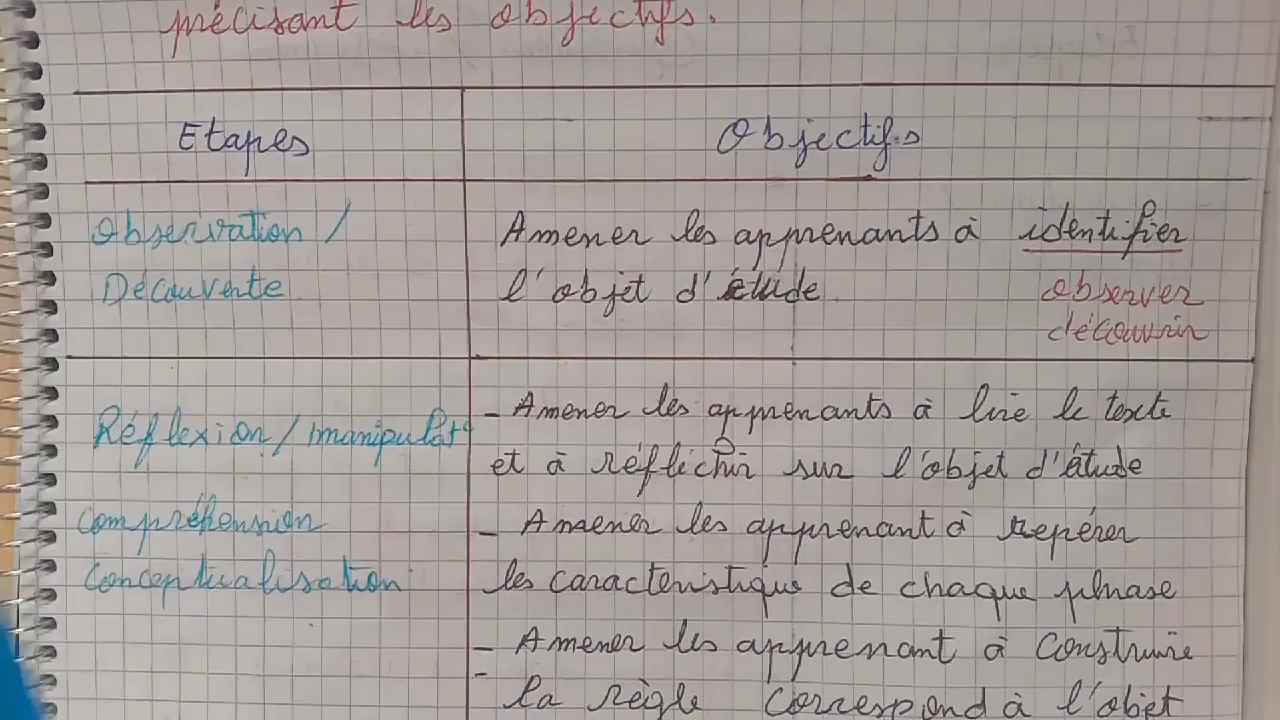 précisant les objectifs.
Etapes
Objectifs
Observation /
Découverte
Amener les apprenants à identifier
l'objet d'étude
observer
découvrir
Réflexion / manipulat°
Compréhension
Conceptualisation
- Amener les apprenants à lire le texte
et à réfléchir sur l'objet d'étude
- Amener les apprenant à repérer
les caracteristique de chaque phrase
- Amener les apprenant à construire
la règle correspond à l'objet